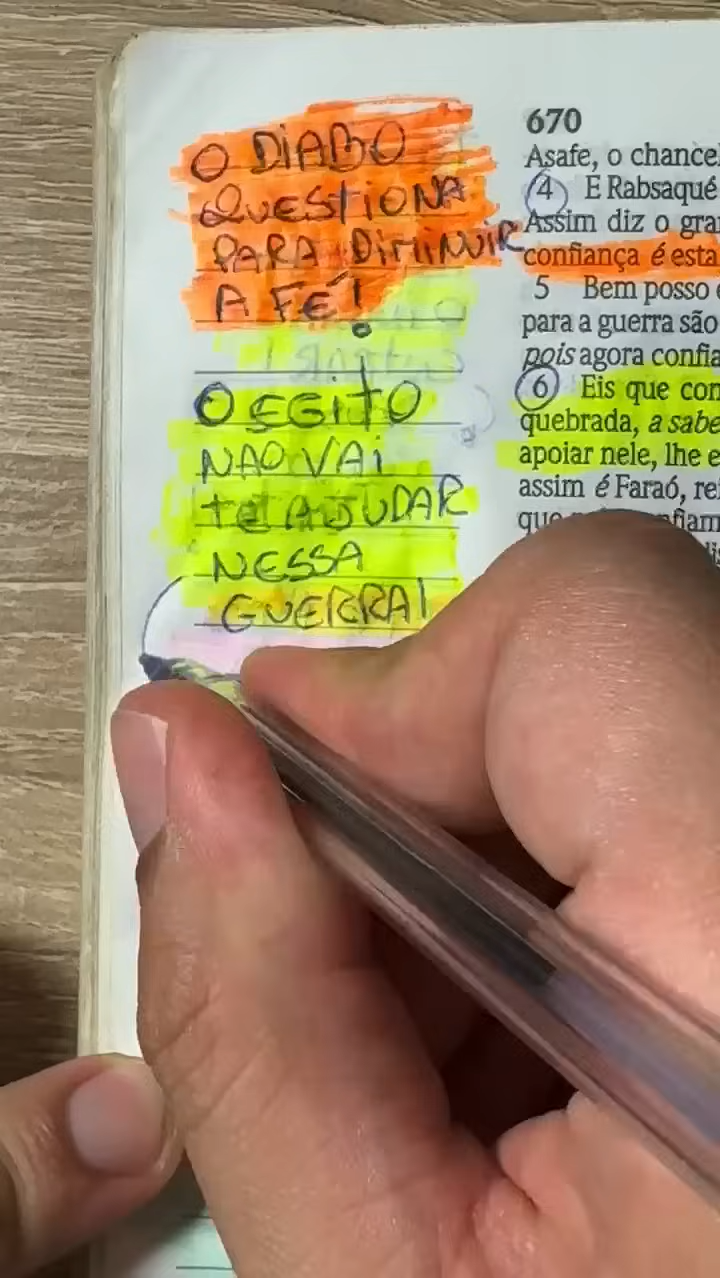 O DIABO
QUESTIONA
PARA DIMINUIR
A FÉ!
O EGITO
NAO VAI
te AJUDAR
NESSA
GUERRA!
670
Asafe, o chancel
4 E Rabsaqué
Assim diz o gra
confiança é esta
5 Bem posso
para a guerra são
pois agora confia
6 Eis que con
quebrada, a sabe
apoiar nele, lhe e
assim é Faraó, rei